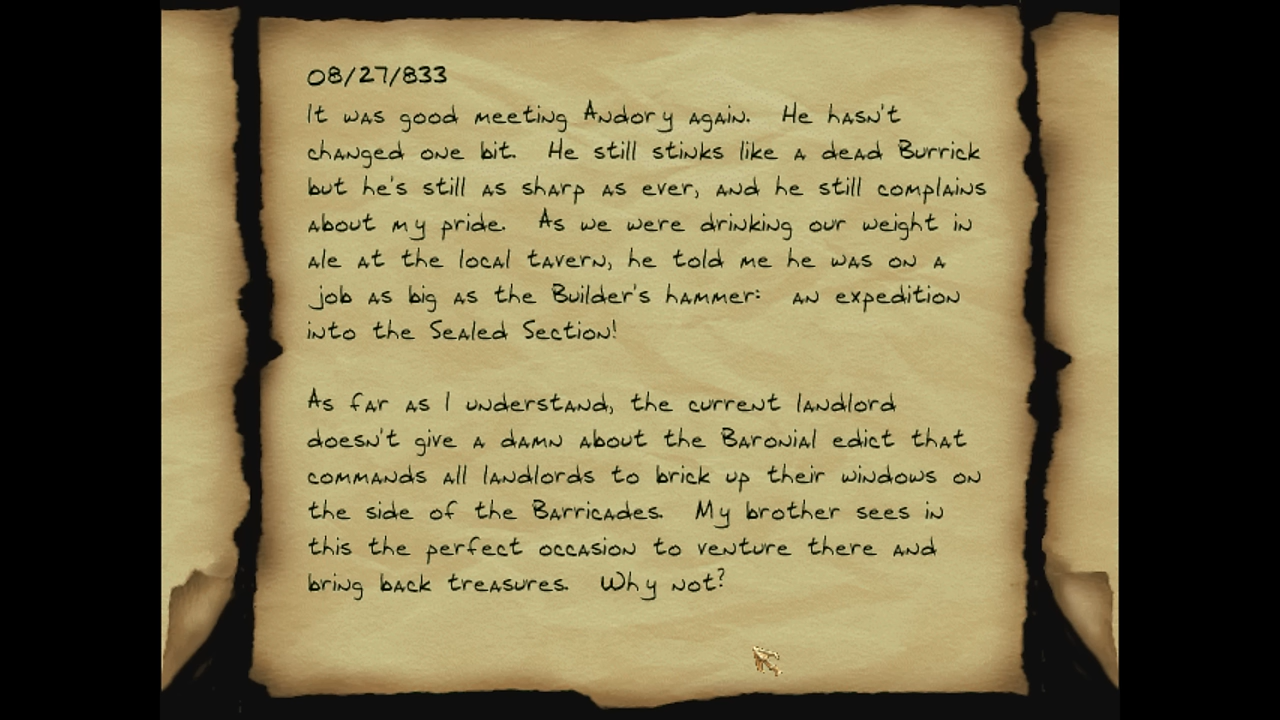 08/27/833
It was good meeting Andory again. He hasn't
changed one bit. He still stinks like a dead Burrick
but he's still as sharp as ever, and he still complains
about my pride. As we were drinking our weight in
ale at the local tavern, he told me he was on a
job as big as the Builder's hammer: an expedition
into the Sealed Section!
As far as I understand, the current landlord
doesn't give a damn about the Baronial edict that
commands all landlords to brick up their windows on
the side of the Barricades. My brother sees in
this the perfect occasion to venture there and
bring back treasures. Why not?